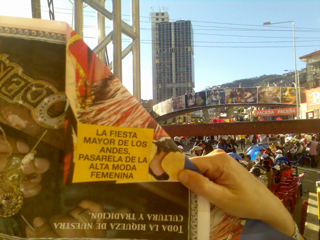 LA FIESTA
MAYOR DE LOS
ANDES,
PASARELA DE LA
ALTA MODA
FEMENINA
TODA LA RIQUEZA DE NUESTRA
CULTURA Y TRADICIÓN.